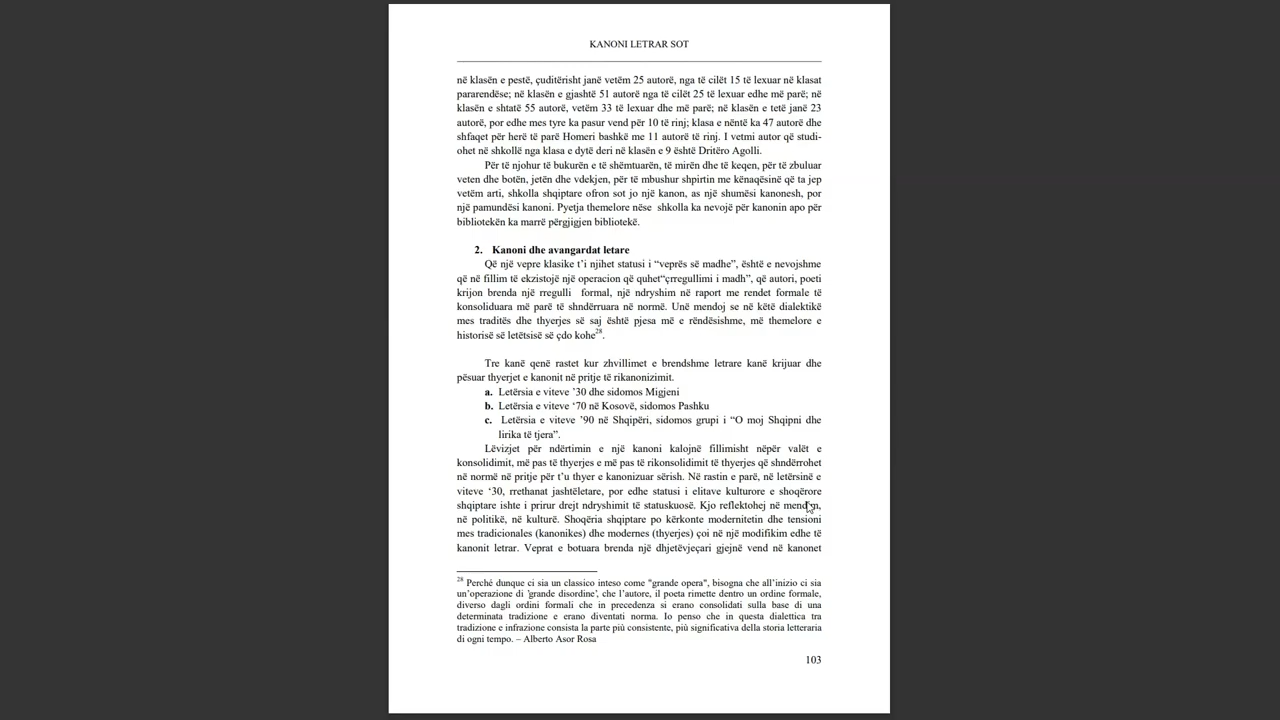 KANONI LETRAR SOT
në klasën e pestë, çuditërisht janë vetëm 25 autorë, nga të cilët 15 të lexuar në klasat
pararendëse; në klasën e gjashtë 51 autorë nga të cilët 25 të lexuar edhe më parë; në
klasën e shtatë 55 autorë, vetëm 33 të lexuar dhe më parë; në klasën e tetë janë 23
autorë, por edhe mes tyre ka pasur vend për 10 të rinj; klasa e nëntë ka 47 autorë dhe
shfaqet për herë të parë Homeri bashkë me 11 autorë të rinj. I vetmi autor që studi-
ohet në shkollë nga klasa e dytë deri në klasën e 9 është Dritëro Agolli.
Për të njohur të bukurën e të shëmtuarën, të mirën dhe të keqen, për të zbuluar
veten dhe botën, jetën dhe vdekjen, për të mbushur shpirtin me kënaqësinë që ta jep
vetëm arti, shkolla shqiptare ofron sot jo një kanon, as një shumësi kanonesh, por
një pamundësi kanoni. Pyetja themelore nëse shkolla ka nevojë për kanonin apo për
bibliotekën ka marrë përgjigjen bibliotekë.
2. Kanoni dhe avangardat letare
Që një vepre klasike t’i njihet statusi i “veprës së madhe”, është e nevojshme
që në fillim të ekzistojë një operacion që quhet“çrregullimi i madh”, që autori, poeti
krijon brenda një rregulli formal, një ndryshim në raport me rendet formale të
konsoliduara më parë të shndërruara në normë. Unë mendoj se në këtë dialektikë
mes traditës dhe thyerjes së saj është pjesa më e rëndësishme, më themelore e
historisë së letëtsisë së çdo kohe28.
Tre kanë qenë rastet kur zhvillimet e brendshme letrare kanë krijuar dhe
pësuar thyerjet e kanonit në pritje të rikanonizimit.
a. Letërsia e viteve ’30 dhe sidomos Migjeni
b. Letërsia e viteve ‘70 në Kosovë, sidomos Pashku
c. Letërsia e viteve ’90 në Shqipëri, sidomos grupi i “O moj Shqipni dhe
lirika të tjera”.
Lëvizjet për ndërtimin e një kanoni kalojnë fillimisht nëpër valët e
konsolidimit, më pas të thyerjes e më pas të rikonsolidimit të thyerjes që shndërrohet
në normë në pritje për t’u thyer e kanonizuar sërish. Në rastin e parë, në letërsinë e
viteve ‘30, rrethanat jashtëletare, por edhe statusi i elitave kulturore e shoqërore
shqiptare ishte i prirur drejt ndryshimit të statuskuosë. Kjo reflektohej në mendim,
në politikë, në kulturë. Shoqëria shqiptare po kërkonte modernitetin dhe tensioni
mes tradicionales (kanonikes) dhe modernes (thyerjes) çoi në një modifikim edhe të
kanonit letrar. Veprat e botuara brenda një dhjetëvjeçari gjejnë vend në kanonet
28 Perché dunque ci sia un classico inteso come "grande opera", bisogna che all’inizio ci sia
un’operazione di 'grande disordine’, che l’autore, il poeta rimette dentro un ordine formale,
diverso dagli ordini formali che in precedenza si erano consolidati sulla base di una
determinata tradizione e erano diventati norma. Io penso che in questa dialettica tra
tradizione e infrazione consista la parte più consistente, più significativa della storia letteraria
di ogni tempo. – Alberto Asor Rosa
103